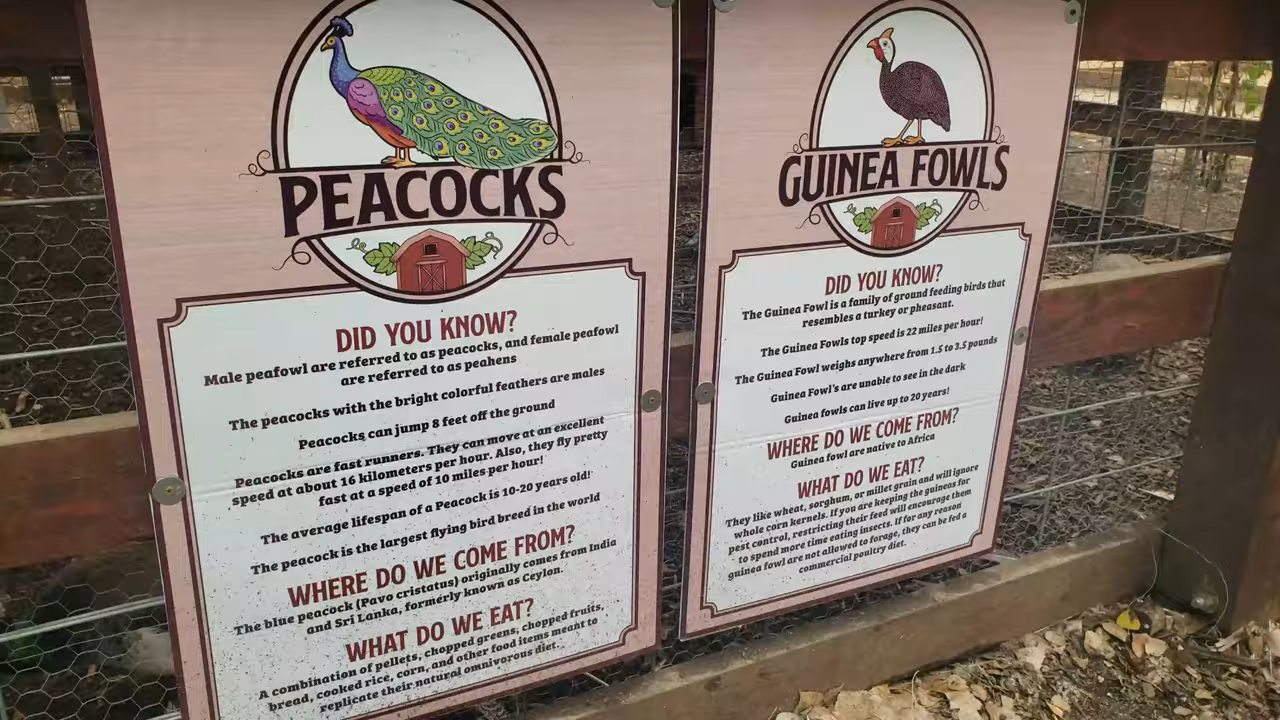 PEACOCKS
DID YOU KNOW?
Male peafowl are referred to as peacocks, and female peafowl
are referred to as peahens
The peacocks with the bright colorful feathers are males
Peacocks can jump 8 feet off the ground
Peacocks are fast runners. They can move at an excellent
speed at about 16 kilometers per hour. Also, they fly pretty
fast at a speed of 10 miles per hour!
The average lifespan of a Peacock is 10-20 years old!
The peacock is the largest flying bird breed in the world
WHERE DO WE COME FROM?
The blue peacock (Pavo cristatus) originally comes from India
and Sri Lanka, formerly known as Ceylon.
WHAT DO WE EAT?
A combination of pellets, chopped greens, chopped fruits,
bread, cooked rice, corn, and other food items meant to
replicate their natural omnivorous diet.
GUINEA FOWLS
DID YOU KNOW?
The Guinea Fowl is a family of ground feeding birds that
resembles a turkey or pheasant.
The Guinea Fowls top speed is 22 miles per hour!
The Guinea Fowl weighs anywhere from 1.5 to 3.5 pounds
Guinea Fowl's are unable to see in the dark
Guinea fowls can live up to 20 years!
WHERE DO WE COME FROM?
Guinea fowl are native to Africa
WHAT DO WE EAT?
They like wheat, sorghum, or millet grain and will ignore
whole corn kernels. If you are keeping the guineas for
pest control, restricting their feed will encourage them
to spend more time eating insects. If for any reason
guinea fowl are not allowed to forage, they can be fed a
commercial poultry diet.